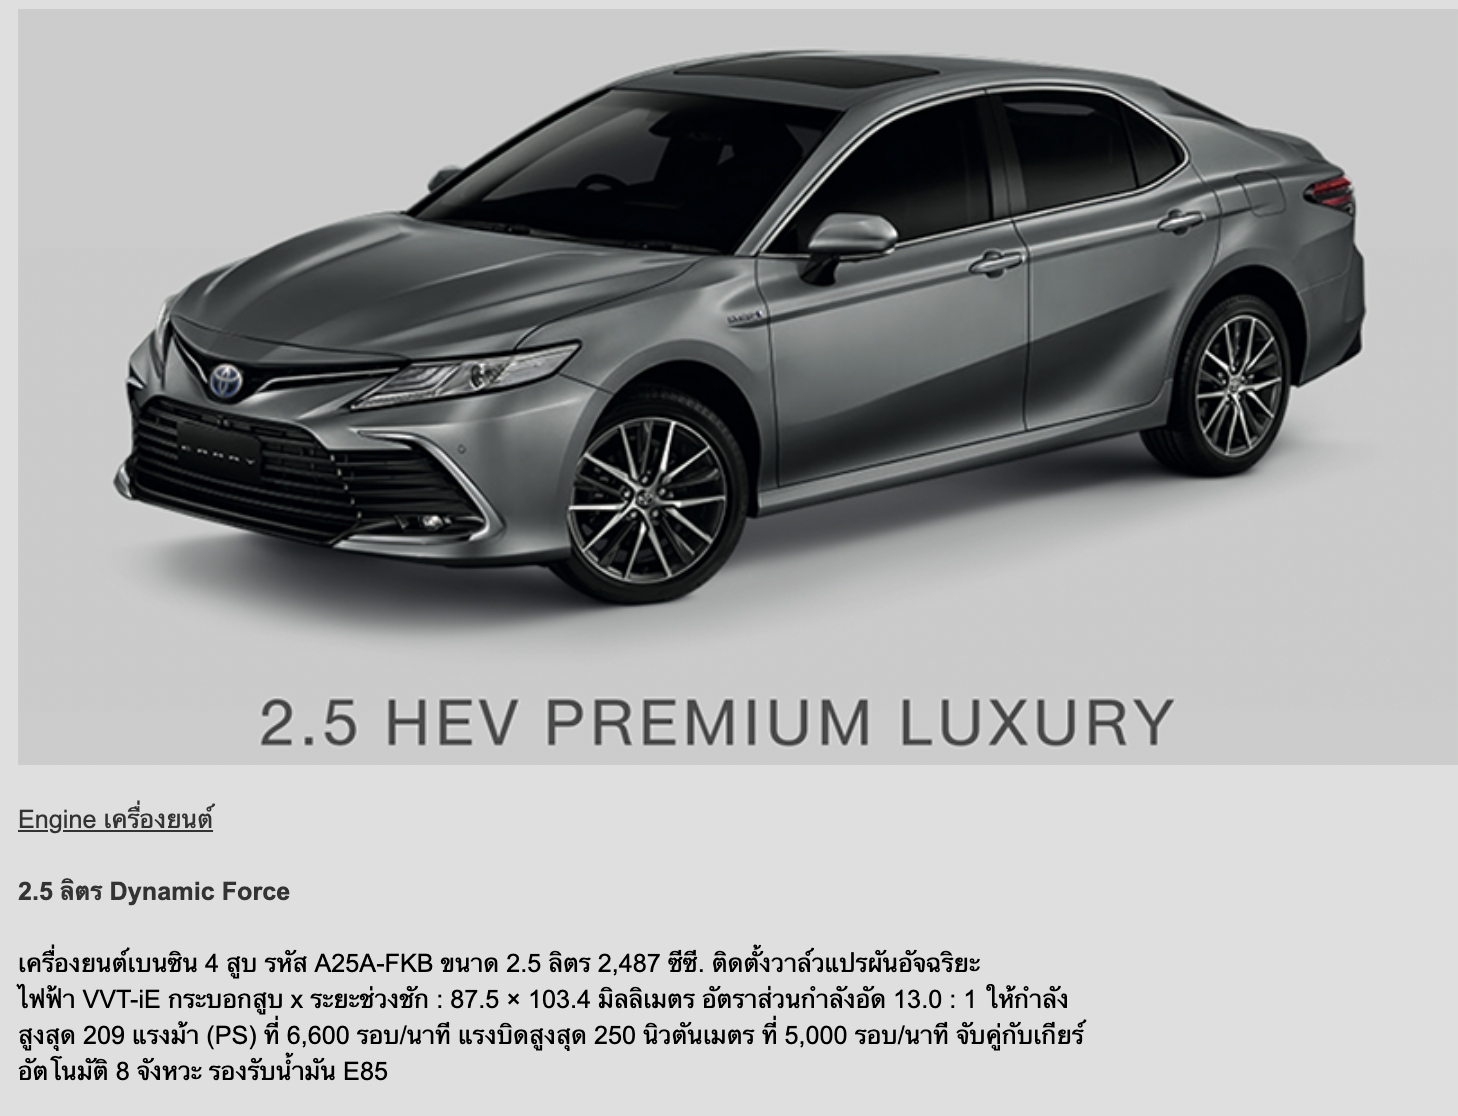 CAMRY
2.5 HEV PREMIUM LUXURY
Engine เครื่องยนต์
2.5 ลิตร Dynamic Force
เครื่องยนต์เบนซิน 4 สูบ รหัส A25A-FKB ขนาด 2.5 ลิตร 2,487 ซีซี. ติดตั้งวาล์วแปรผันอัจฉริยะ
ไฟฟ้า VVT-iE กระบอกสูบ x ระยะช่วงชัก : 87.5 × 103.4 มิลลิเมตร อัตราส่วนกำลังอัด 13.0 : 1 ให้กำลัง
สูงสุด 209 แรงม้า (PS) ที่ 6,600 รอบ/นาที แรงบิดสูงสุด 250 นิวตันเมตร ที่ 5,000 รอบ/นาที จับคู่กับเกียร์
อัตโนมัติ 8 จังหวะ รองรับน้ำมัน E85